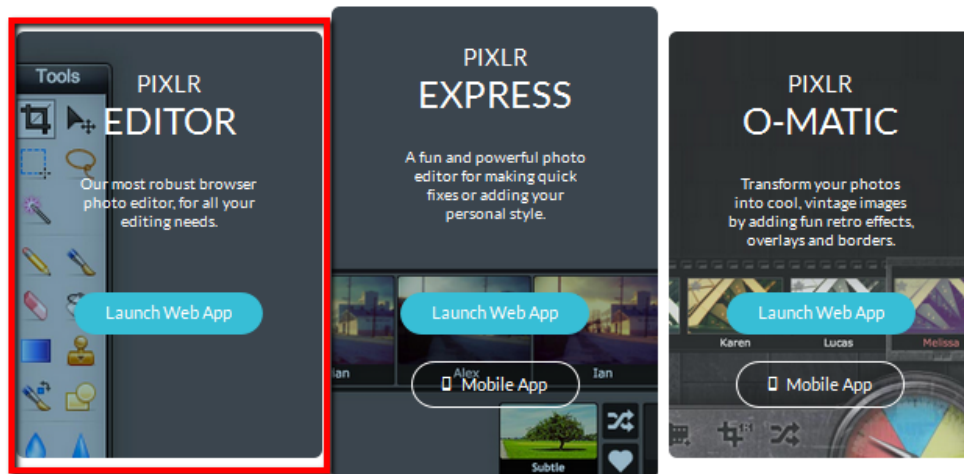 Tools
PIXLR
EDITOR
Our most robust browser
photo editor, for all your
editing needs.
Launch Web App
PIXLR
EXPRESS
A fun and powerful photo
editor for making quick
fixes or adding your
personal style.
Launch Web App
Ian
Alex
Ian
Mobile App
Subtle
PIXLR
O-MATIC
Transform your photos
into cool, vintage images
by adding fun retro effects,
overlays and borders.
Launch Web App
Karen
Lucas
Melissa
Mobile App